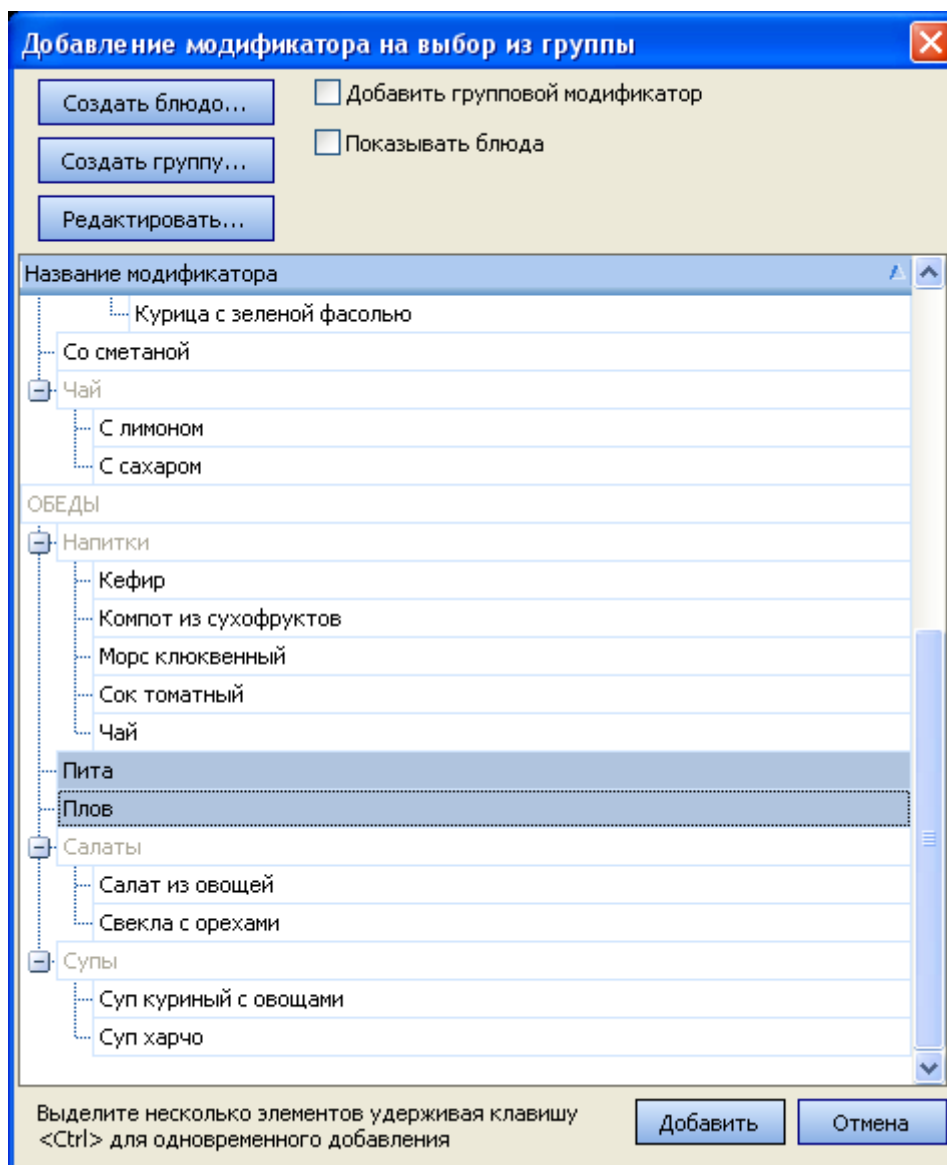 Добавление модификатора на выбор из группы
Создать блюдо...
Добавить групповой модификатор
Создать группу...
Показывать блюда
Редактировать...
Название модификатора
Курица с зеленой фасолью
Со сметаной
Чай
С лимоном
С сахаром
ОБЕДЫ
Напитки
Кефир
Компот из сухофруктов
Морс клюквенный
Сок томатный
Чай
Пита
Плов
Салаты
Салат из овощей
Свекла с орехами
Супы
Суп куриный с овощами
Суп харчо
Выделите несколько элементов удерживая клавишу
<Ctrl> для одновременного добавления
Добавить
Отмена